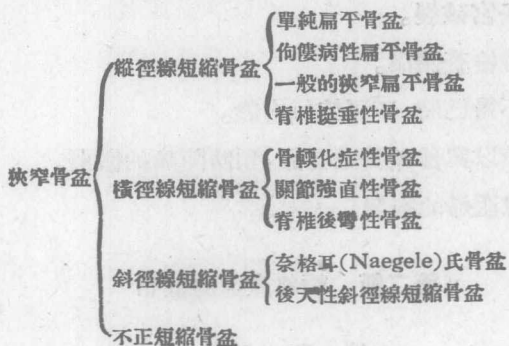 單純扁平骨盆
佝僂病性扁平骨盆
縱徑線短縮骨盆
一般的狹窄扁平骨盆
脊椎挺垂性骨盆
骨輭化症性骨盆
狹窄骨盆
橫徑線短縮骨盆
關節強直性骨盆
脊椎後彎性骨盆
奈格耳(Naegele)氏骨盆
斜徑線短縮骨盆
後天性斜徑線短縮骨盆
不正短縮骨盆